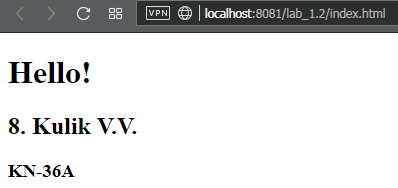 VPN localhost:8081/lab_1.2/index.html
Hello!
8. Kulik V.V.
KN-36A